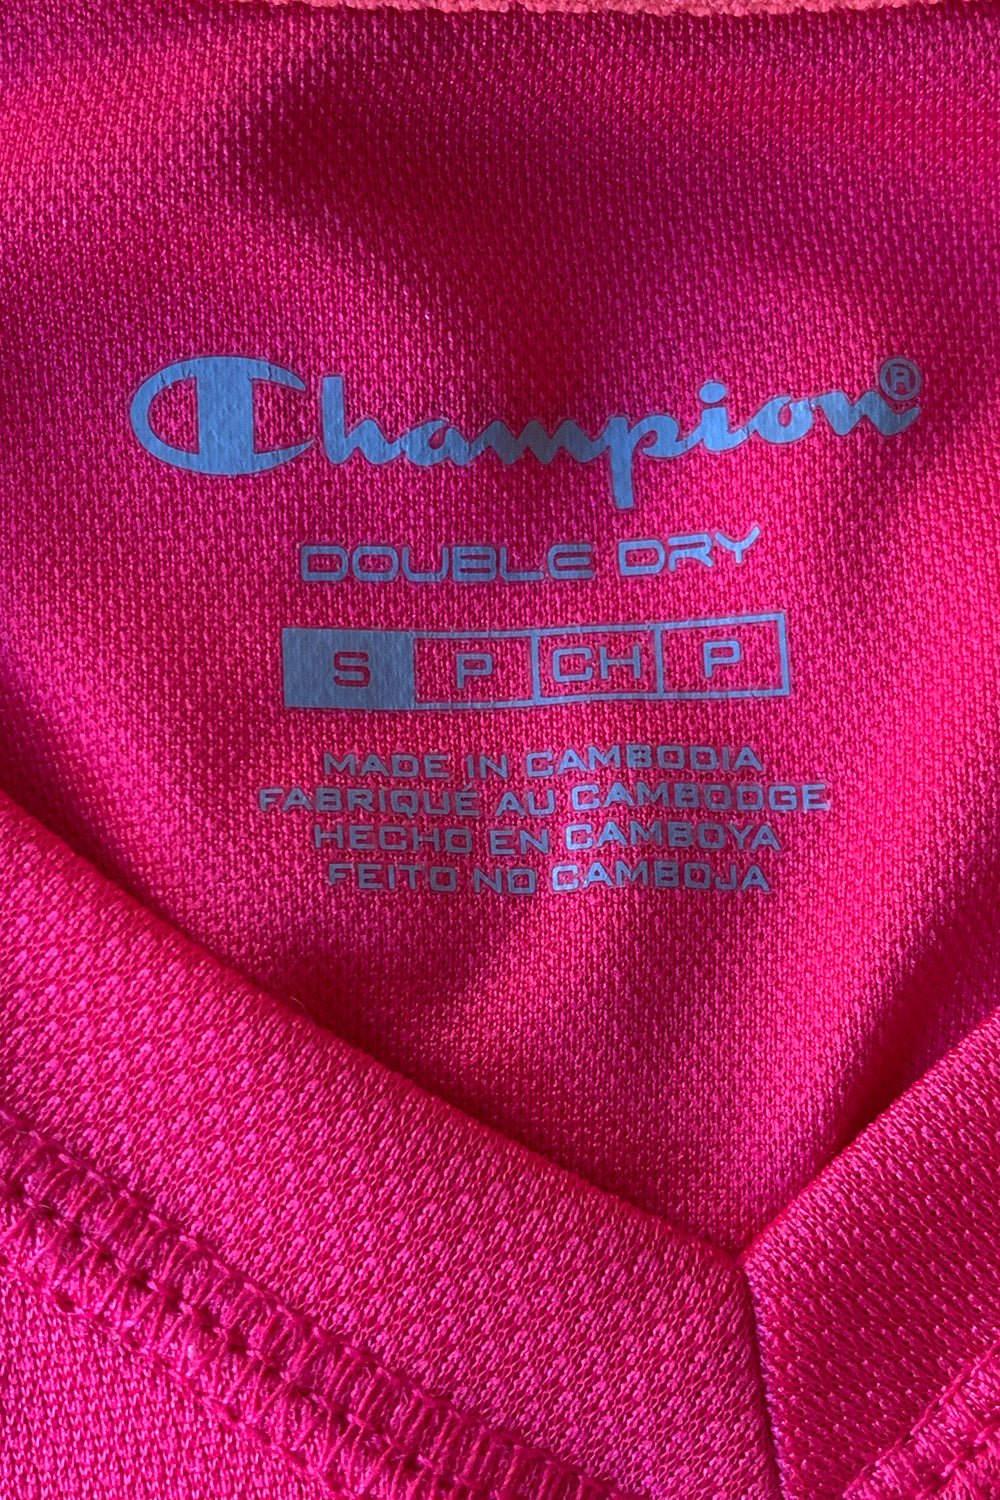 Champion®
DOUBLE DRY
S P CH P
MADE IN CAMBODIA
FABRIQUÉ AU CAMBODGE
HECHO EN CAMBOYA
FEITO NO CAMBOJA